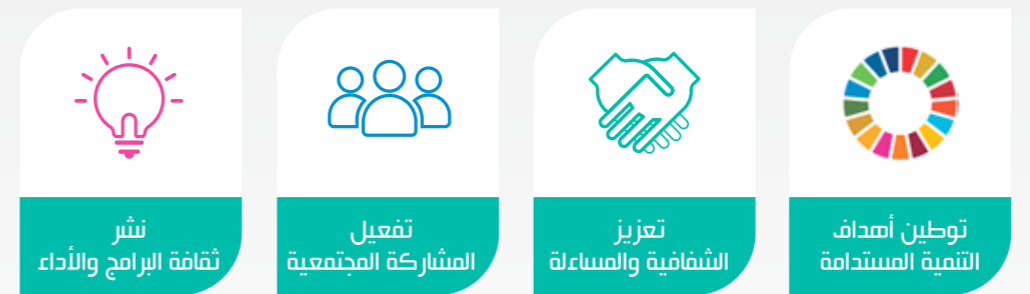 توطين أهداف
التنمية المستدامة
تعزيز
الشفافية والمساءلة
تفعيل
المشاركة المجتمعية
نشر
ثقافة البرامج والأداء